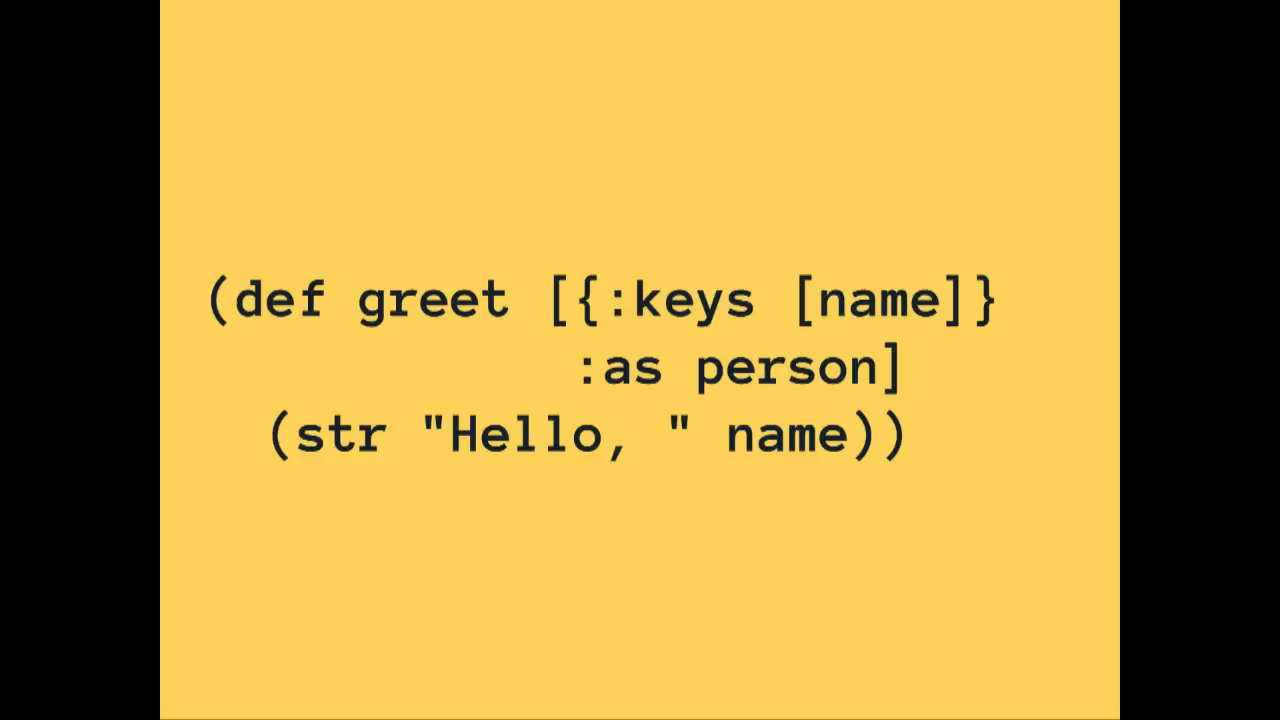 (def greet [{:keys [name]}
:as person]
(str "Hello, " name))